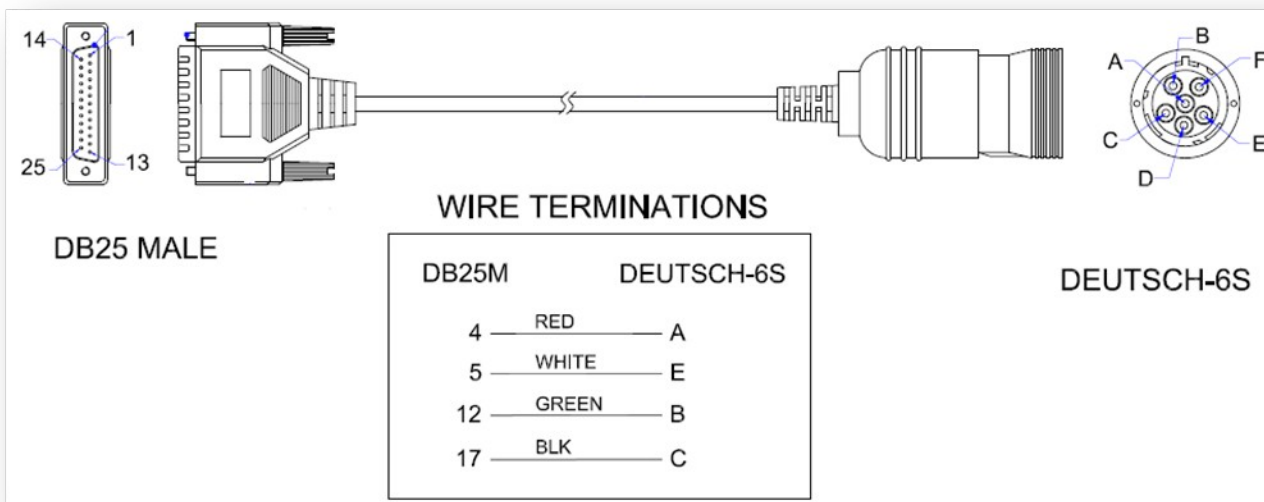 14
1
25
13
DB25 MALE
B
A
F
C
E
D
DEUTSCH-6S
WIRE TERMINATIONS
DB25M DEUTSCH-6S
4 RED A
5 WHITE E
12 GREEN B
17 BLK C